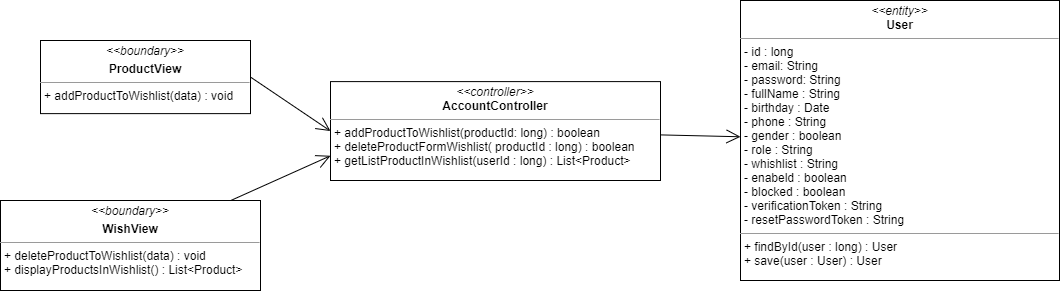 <<boundary>>
ProductView
+ addProductToWishlist(data) : void
<<boundary>>
WishView
+ deleteProductToWishlist(data) : void
+ displayProductsInWishlist() : List<Product>
<<controller>>
AccountController
+ addProductToWishlist(productId: long) : boolean
+ deleteProductFormWishlist( productId : long) : boolean
+ getListProductInWishlist(userId : long) : List<Product>
<<entity>>
User
- id : long
- email: String
- password: String
- fullName : String
- birthday : Date
- phone : String
- gender : boolean
- role : String
- whishlist : String
- enabeld : boolean
- blocked : boolean
- verificationToken : String
- resetPasswordToken : String
+ findById(user : long) : User
+ save(user : User) : User